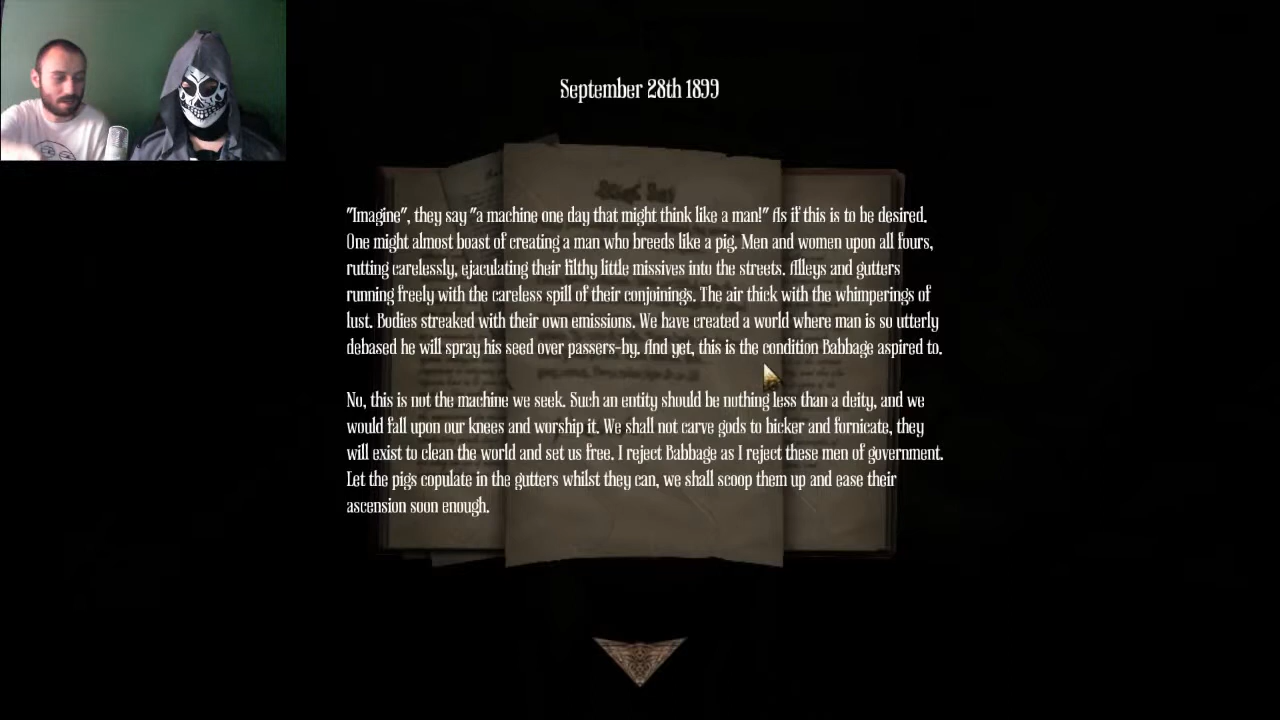 September 28th 1899
"Imagine", they say "a machine one day that might think like a man!" As if this is to be desired.
One might almost boast of creating a man who breeds like a pig. Men and women upon all fours,
rutting carelessly, ejaculating their filthy little missives into the streets. Alleys and gutters
running freely with the careless spill of their conjoinings. The air thick with the whimperings of
lust. Bodies streaked with their own emissions. We have created a world where man is so utterly
debased he will spray his seed over passers-by. And yet, this is the condition Babbage aspired to.
No, this is not the machine we seek. Such an entity should be nothing less than a deity, and we
would fall upon our knees and worship it. We shall not carve gods to bicker and fornicate, they
will exist to clean the world and set us free. I reject Babbage as I reject these men of government.
Let the pigs copulate in the gutters whilst they can, we shall scoop them up and ease their
ascension soon enough.